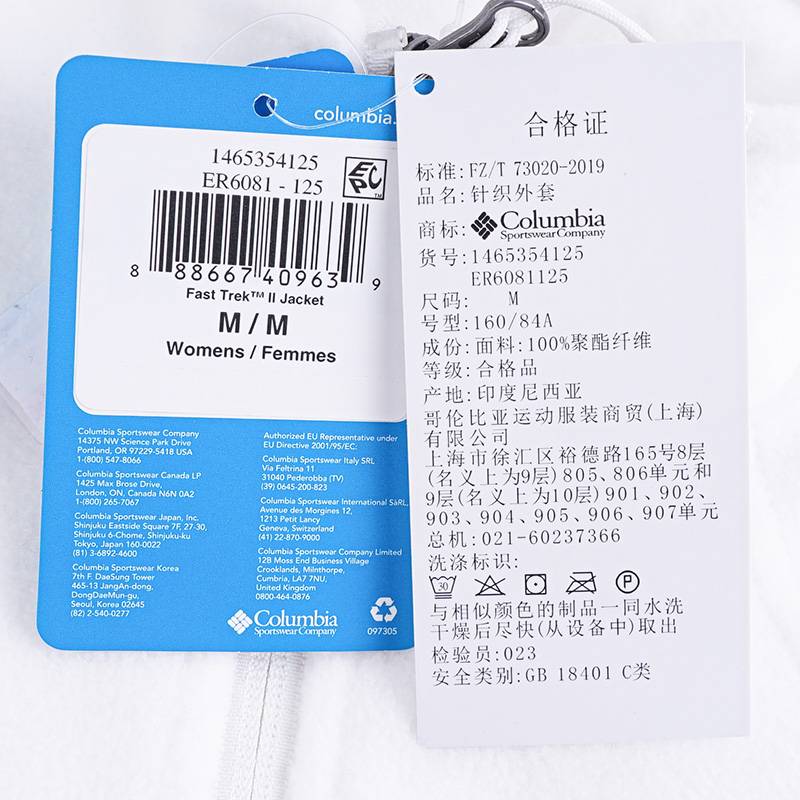 columbia.
1465354125
ER6081 - 125
EPC
8 88667 40963 9
Fast Trek™ II Jacket
M / M
Womens / Femmes
Columbia Sportswear Company
14375 NW Science Park Drive
Portland, OR 97229-5418 USA
1-(800) 547-8066
Columbia Sportswear Canada LP
1425 Max Brose Drive,
London, ON, Canada N6N 0A2
1-800) 265-7067
Columbia Sportswear Japan, Inc.
Shinjuku Eastside Square 7F, 27-30,
Shinjuku 6-Chome, Shinjuku-ku
Tokyo, Japan 160-0022
(81) 3-6892-4600
Columbia Sportswear Korea
7th F. DaeSung Tower
465-13 JangAn-dong,
DongDaeMun-gu,
Seoul, Korea 02645
(82) 2-540-0277
Authorized EU Representative under
EU Directive 2001/95/EC:
Columbia Sportswear Italy SRL
Via Feltrina 11
31040 Pederobba (TV)
(39) 0645-200-823
Columbia Sportswear International SàRL
Avenue des Morgines 12,
1213 Petit Lancy
Geneva, Switzerland
(41) 22-870-9000
Columbia Sportswear Company Limited
12B Moss End Business Village
Crooklands, Milnthorpe,
Cumbria, LA7 7NU,
United Kingdom
0800-464-0876
Columbia
Sportswear Company
097305
合格证
标准: FZ/T 73020-2019
品名: 针织外套
商标: Columbia
Sportswear Company
货号: 1465354125
ER6081125
尺码: M
号型: 160/84A
成份: 面料: 100%聚酯纤维
等级: 合格品
产地: 印度尼西亚
哥伦比亚运动服装商贸(上海)
有限公司
上海市徐汇区裕德路165号8层
(名义上为9层)805、806单元和
9层(名义上为10层)901、902、
903、904、905、906、907单元
总机: 021-60237366
洗涤标识:
30 P
与相似颜色的制品一同水洗
干燥后尽快(从设备中)取出
检验员: 023
安全类别: GB 18401 C类